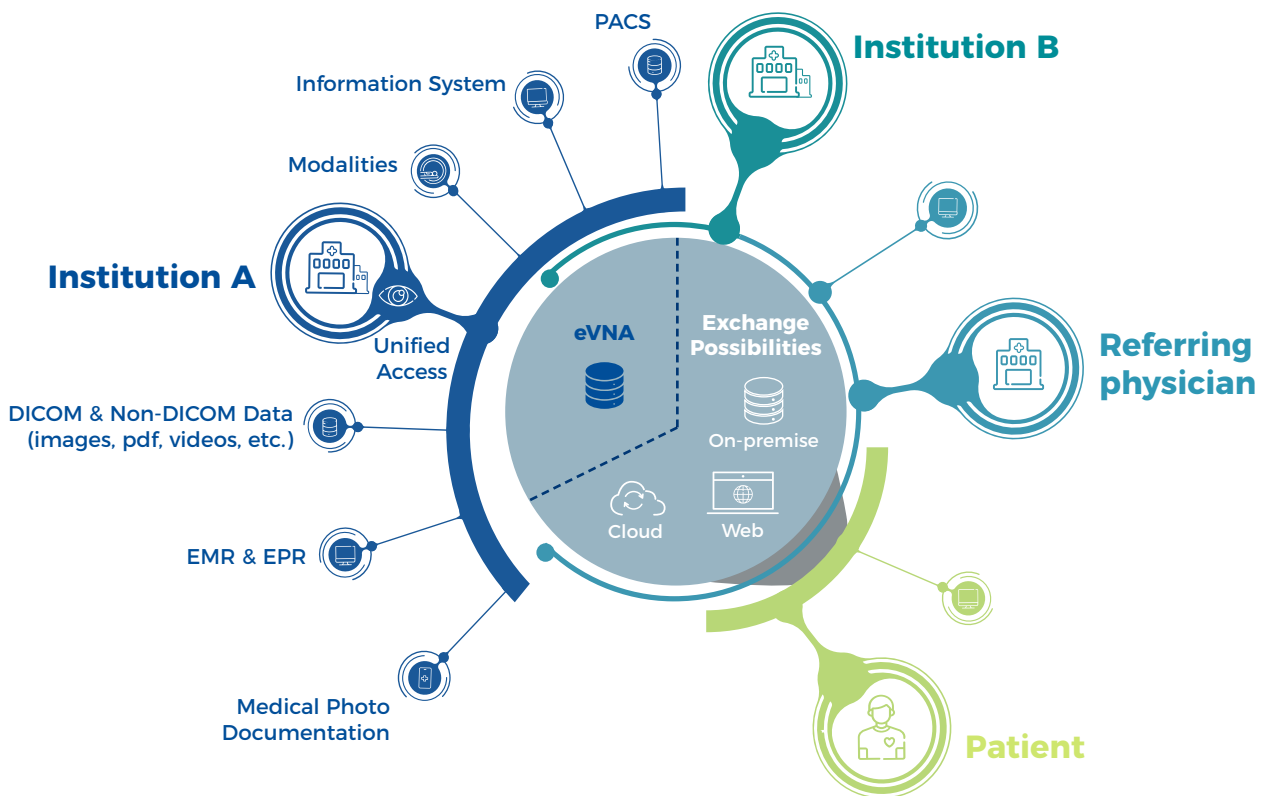 PACS
Institution B
Information System
Modalities
Institution A
Unified
Access
eVNA
Exchange
Possibilities
On-premise
Cloud
Web
Referring
physician
DICOM & Non-DICOM Data
(images, pdf, videos, etc.)
EMR & EPR
Medical Photo
Documentation
Patient